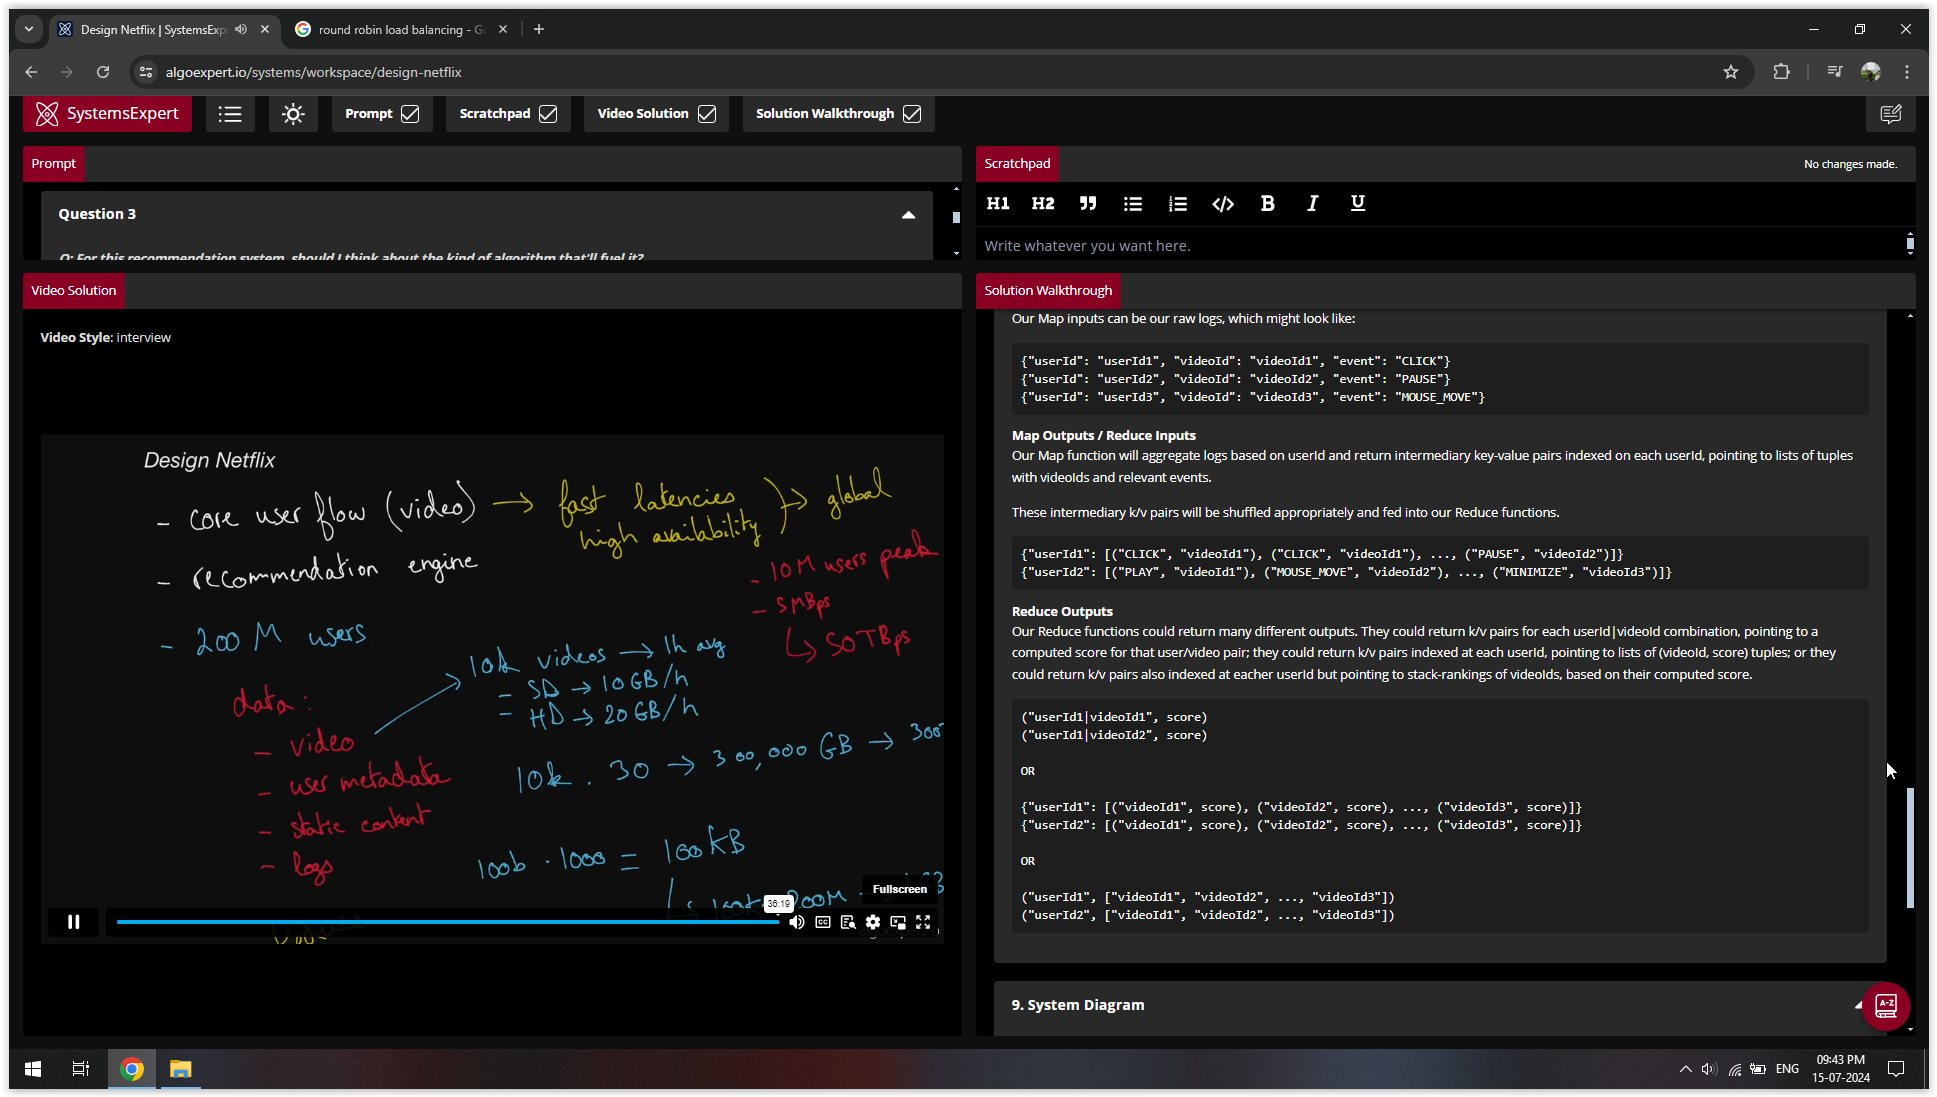 Design Netflix | SystemsExp
round robin load balancing - G
algoexpert.io/systems/workspace/design-netflix
SystemsExpert
Prompt
Scratchpad
Video Solution
Solution Walkthrough
Prompt
Question 3
Q: For this recommendation system, should I think about the kind of algorithm that'll fuel it?
Scratchpad
No changes made.
H1 H2 B I U
Write whatever you want here.
Video Solution
Video Style: interview
Design Netflix
- core user flow (video) → fast latencies → global
high availability
- recommendation engine
- 10M users peak
- 5MBps
↳ 50TBps
- 200 M users
10k videos → 1h avg
= SD → 10GB/h
- HD → 20 GB/h
data:
- video
- user metadata
- static content
- logs
10k . 30 → 300,000 GB → 300
100b . 1000 = 100kB
Fullscreen
36:19
Solution Walkthrough
Our Map inputs can be our raw logs, which might look like:
{"userId": "userId1", "videoId": "videoId1", "event": "CLICK"}
{"userId": "userId2", "videoId": "videoId2", "event": "PAUSE"}
{"userId": "userId3", "videoId": "videoId3", "event": "MOUSE_MOVE"}
Map Outputs / Reduce Inputs
Our Map function will aggregate logs based on userId and return intermediary key-value pairs indexed on each userId, pointing to lists of tuples
with videoIds and relevant events.
These intermediary k/v pairs will be shuffled appropriately and fed into our Reduce functions.
{"userId1": [("CLICK", "videoId1"), ("CLICK", "videoId1"), ..., ("PAUSE", "videoId2")]}
{"userId2": [("PLAY", "videoId1"), ("MOUSE_MOVE", "videoId2"), ..., ("MINIMIZE", "videoId3")]}
Reduce Outputs
Our Reduce functions could return many different outputs. They could return k/v pairs for each userId|videoId combination, pointing to a
computed score for that user/video pair; they could return k/v pairs indexed at each userId, pointing to lists of (videoId, score) tuples; or they
could return k/v pairs also indexed at eacher userId but pointing to stack-rankings of videoIds, based on their computed score.
("userId1|videoId1", score)
("userId1|videoId2", score)
OR
{"userId1": [("videoId1", score), ("videoId2", score), ..., ("videoId3", score)]}
{"userId2": [("videoId1", score), ("videoId2", score), ..., ("videoId3", score)]}
OR
("userId1", ["videoId1", "videoId2", ..., "videoId3"])
("userId2", ["videoId1", "videoId2", ..., "videoId3"])
9. System Diagram
A-Z
ENG
09:43 PM
15-07-2024